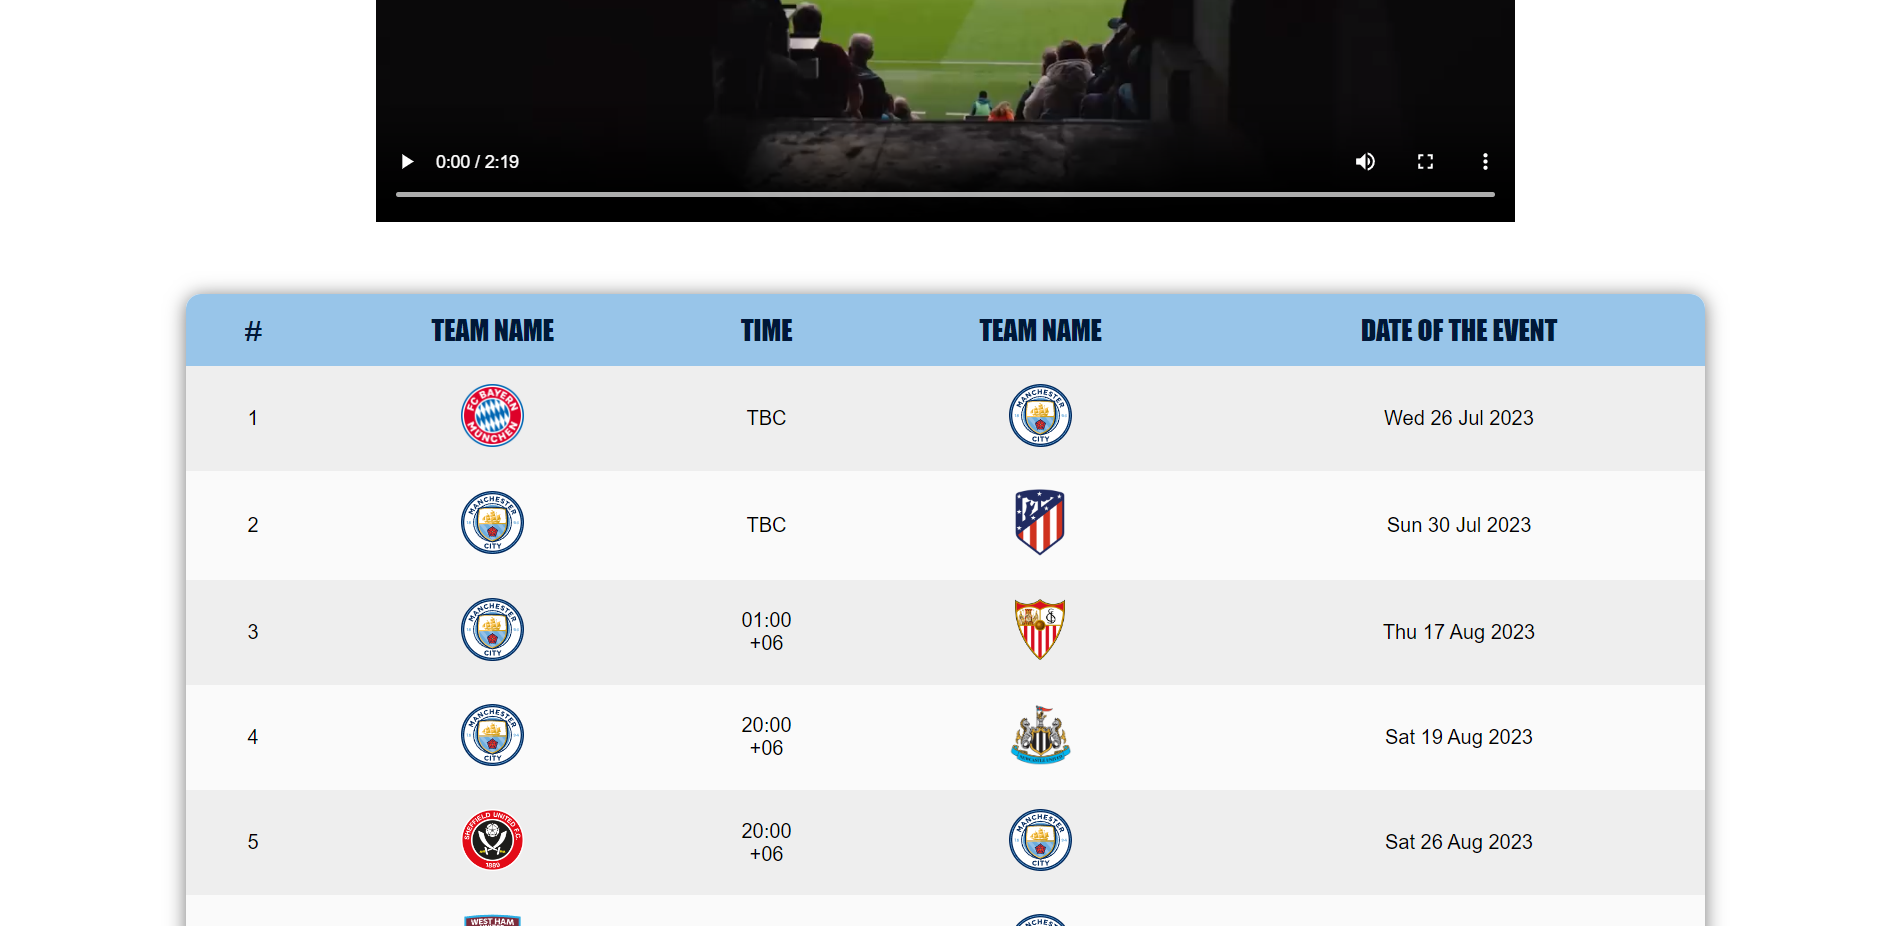 0:00 / 2:19
# TEAM NAME TIME TEAM NAME DATE OF THE EVENT
1 FC BAYERN MÜNCHEN TBC MANCHESTER CITY Wed 26 Jul 2023
2 MANCHESTER CITY TBC Sun 30 Jul 2023
3 MANCHESTER CITY 01:00 +06 Thu 17 Aug 2023
4 MANCHESTER CITY 20:00 +06 Sat 19 Aug 2023
5 SHEFFIELD UNITED F.C. 1889 20:00 +06 MANCHESTER CITY Sat 26 Aug 2023
WEST HAM